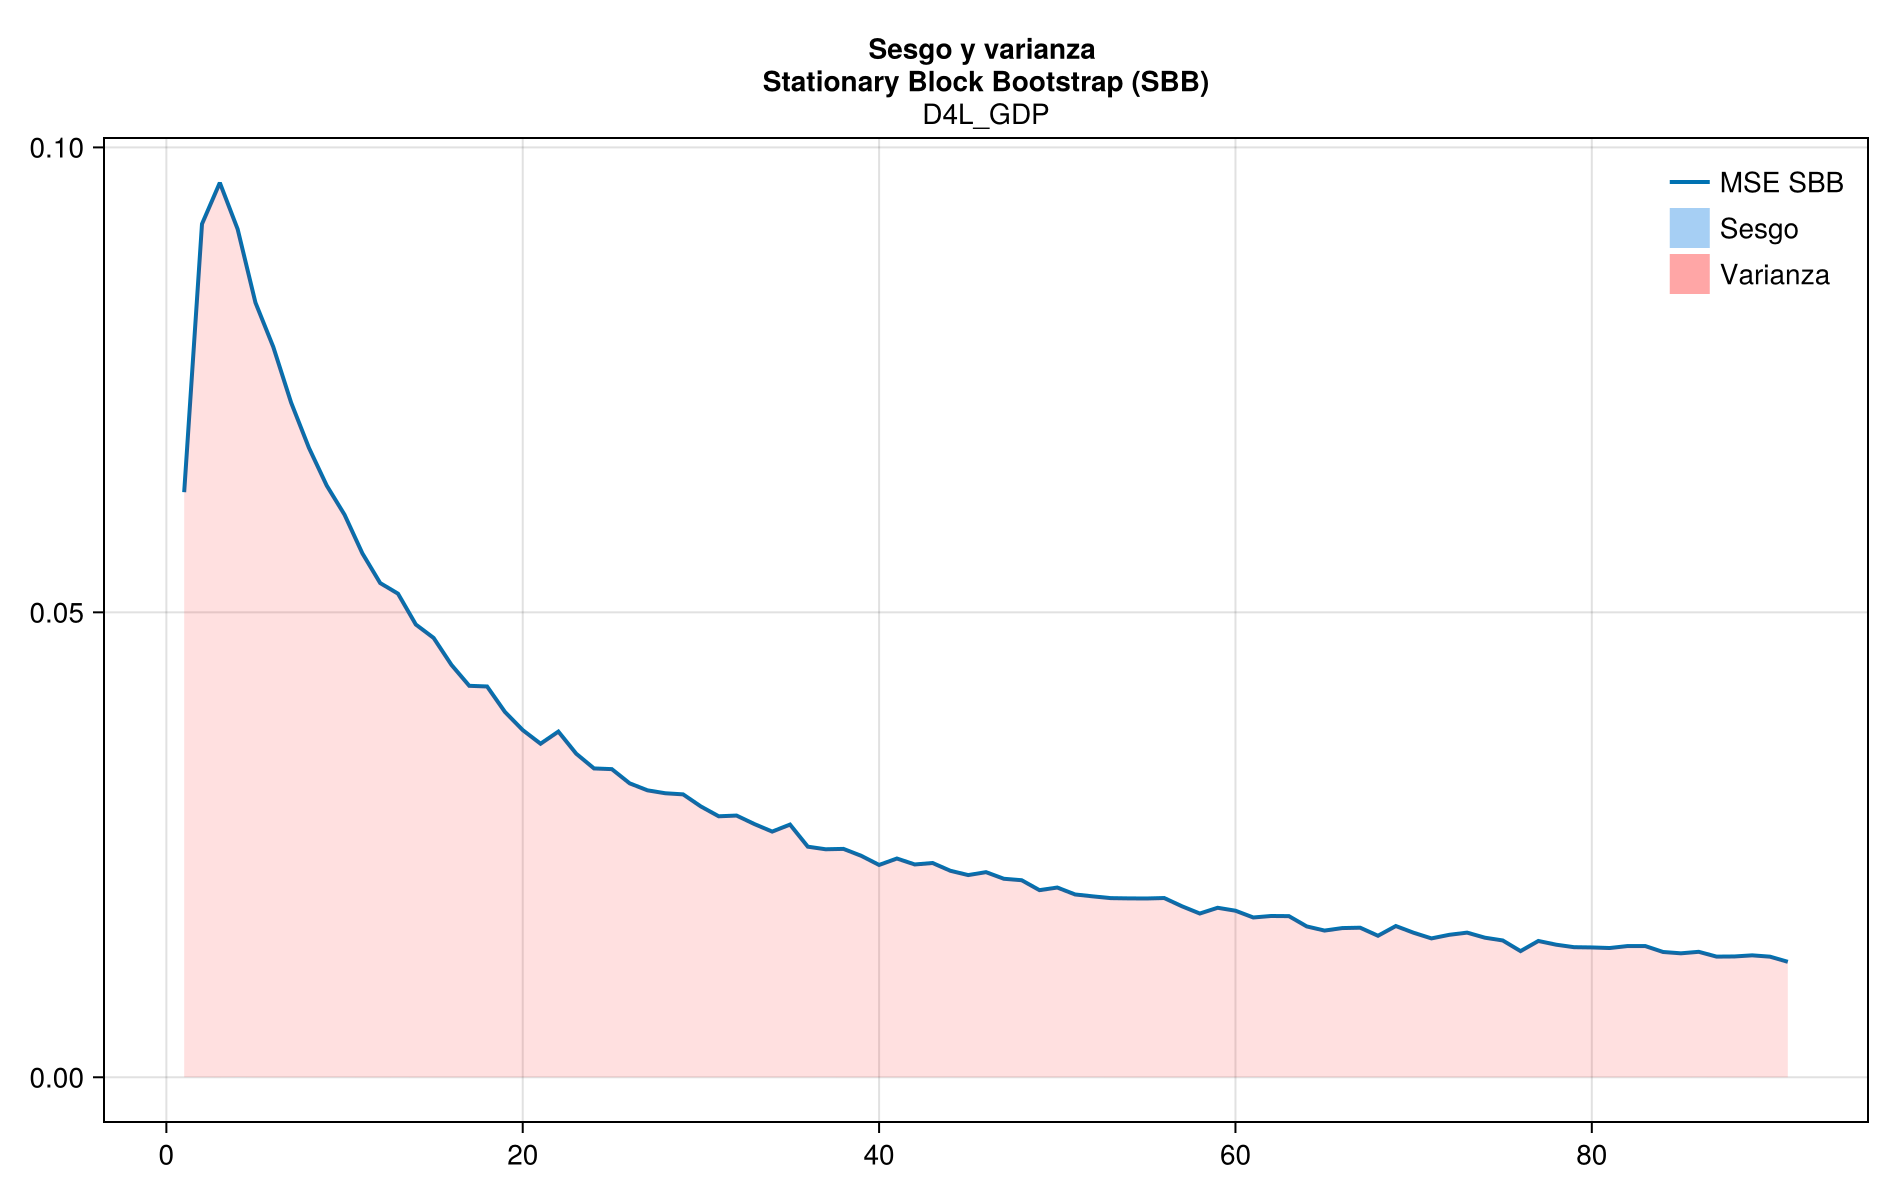 Sesgo y varianza
Stationary Block Bootstrap (SBB)
D4L_GDP
0.10
MSE SBB
Sesgo
Varianza
0.05
0.00
0
20
40
60
80